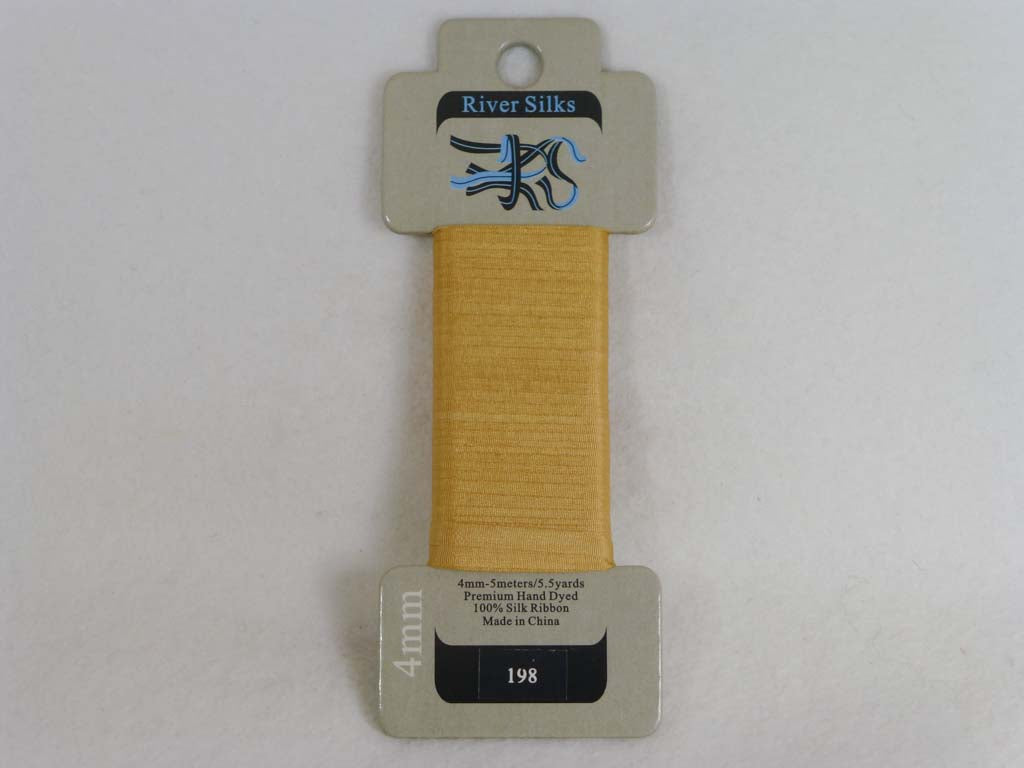 River Silks
4mm-5meters/5.5yards
Premium Hand Dyed
100% Silk Ribbon
Made in China
4mm
198